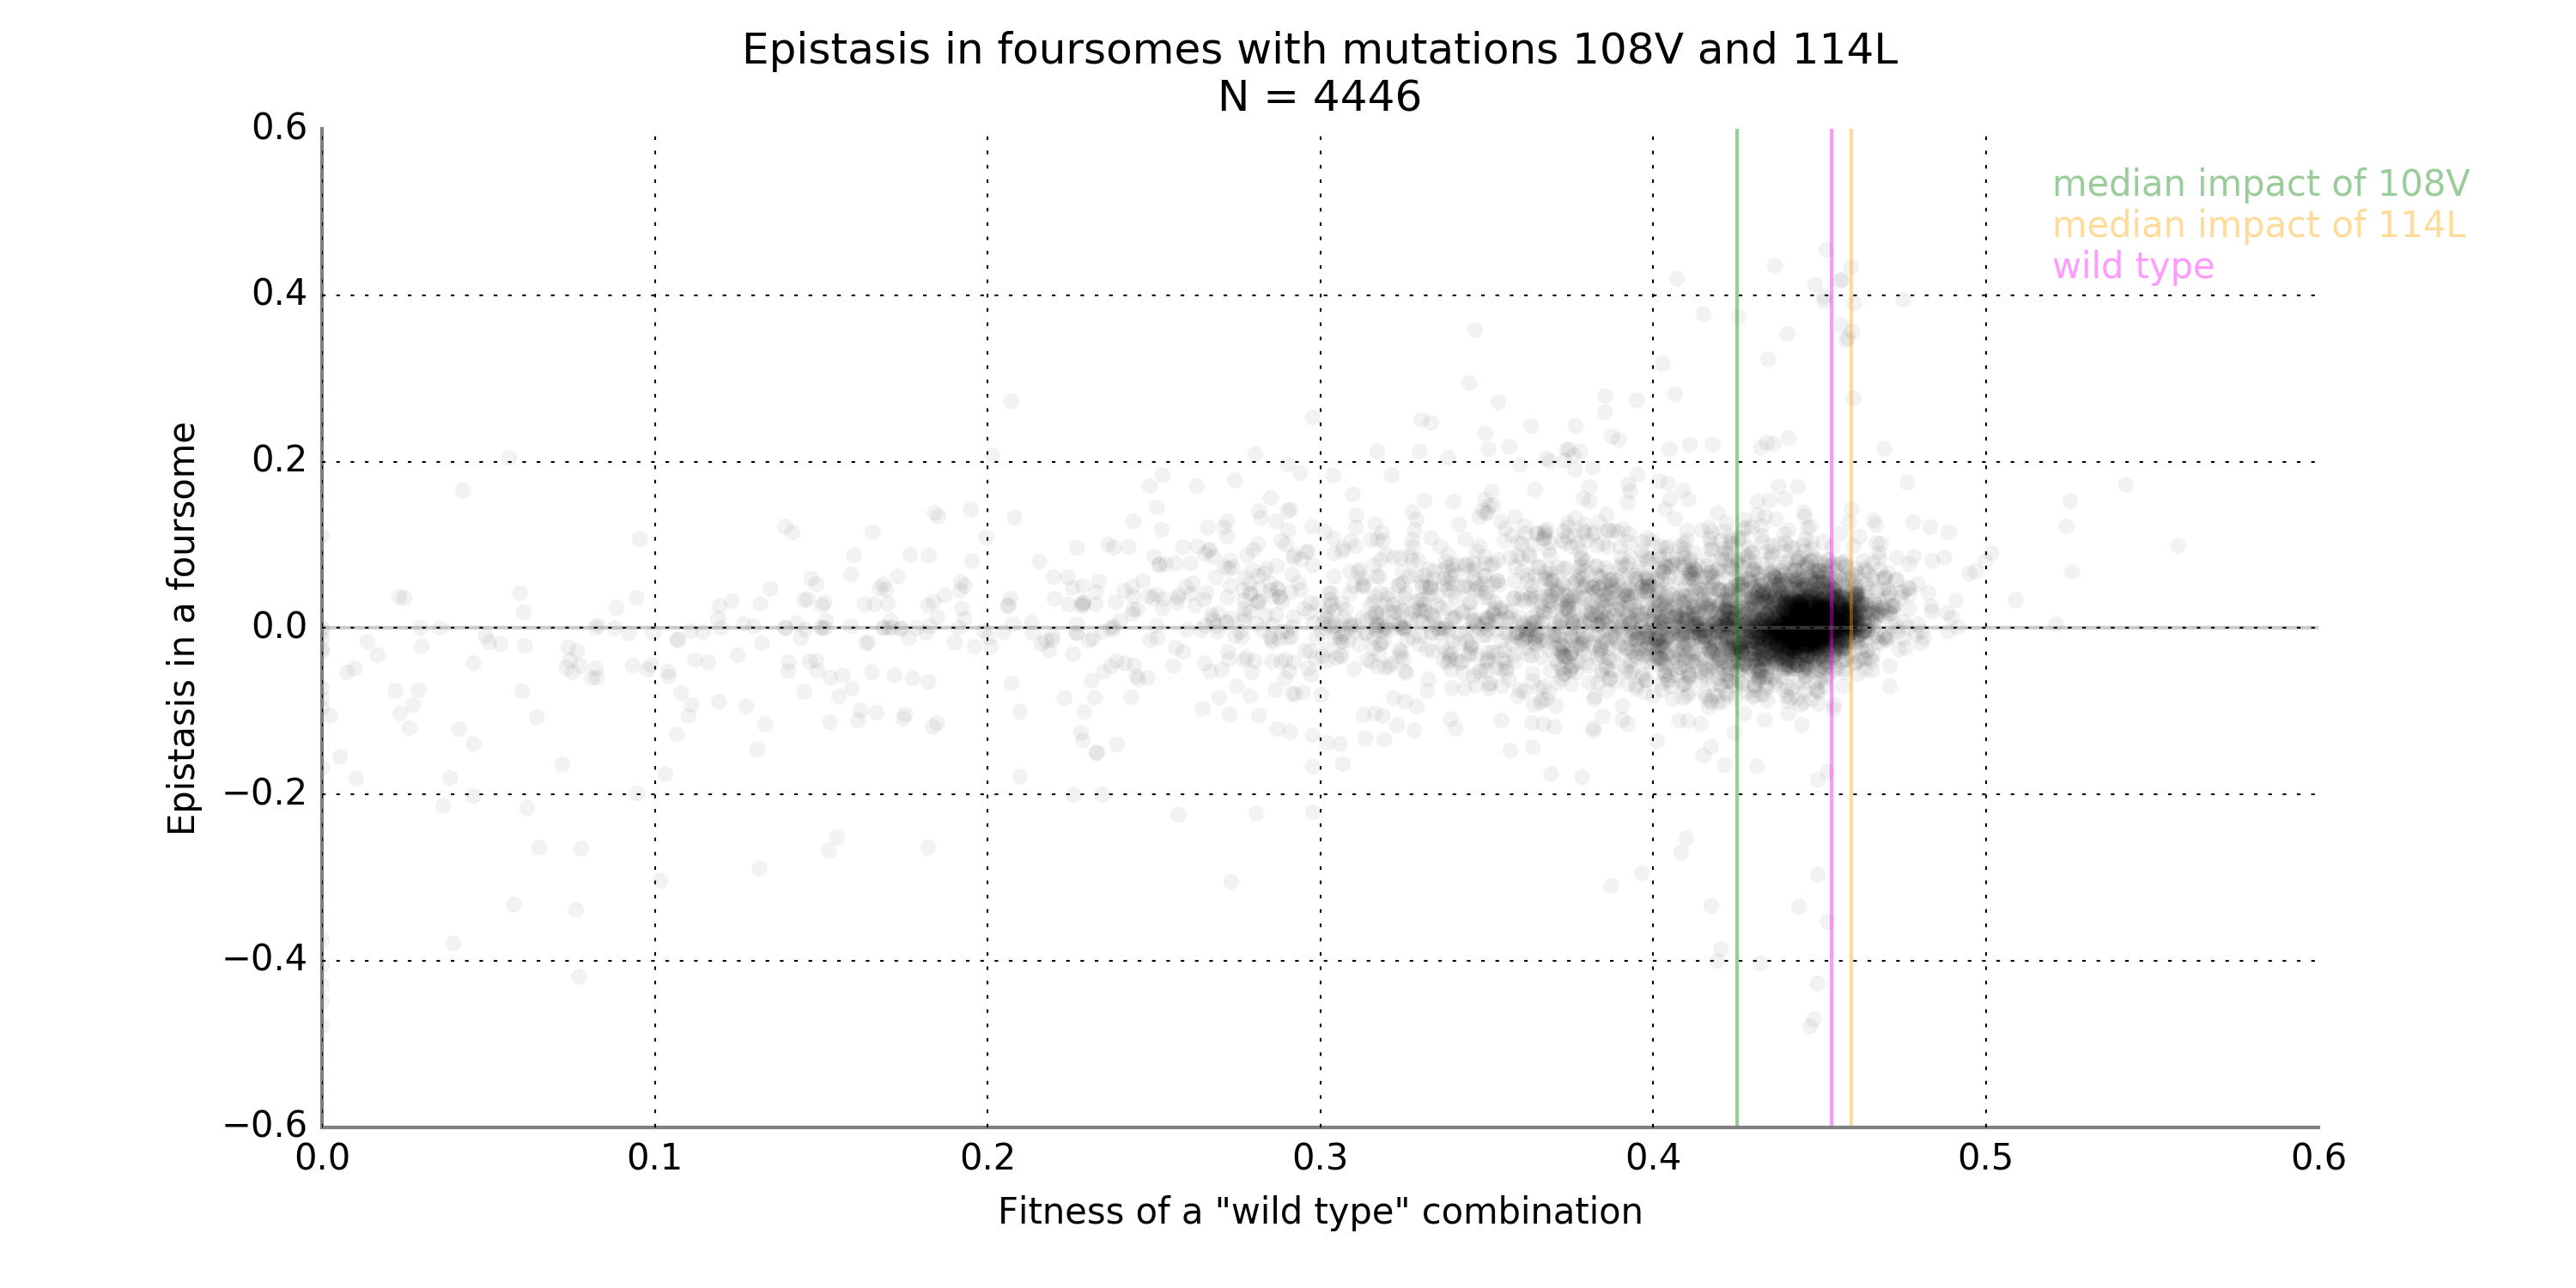 Epistasis in foursomes with mutations 108V and 114L
N = 4446
0.6
median impact of 108V
median impact of 114L
wild type
0.4
0.2
0.0
−0.2
−0.4
−0.6
Epistasis in a foursome
0.0 0.1 0.2 0.3 0.4 0.5 0.6
Fitness of a "wild type" combination